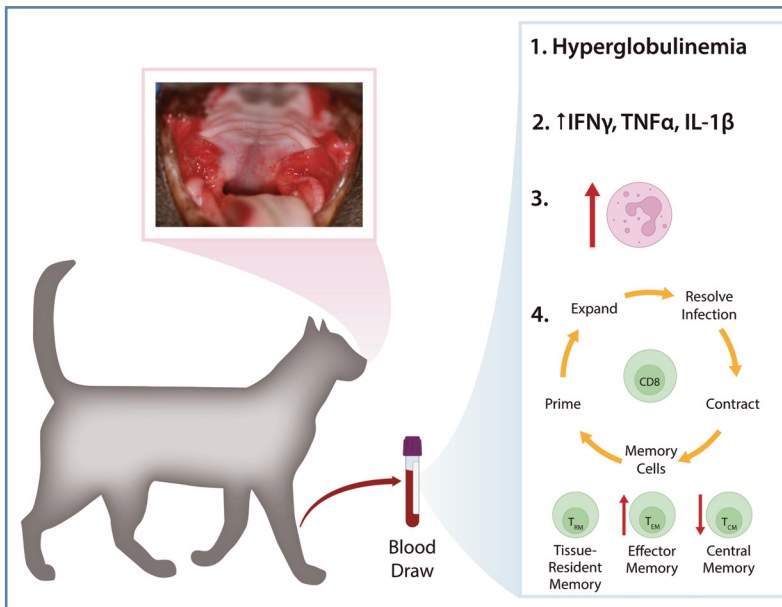 1. Hyperglobulinemia
2. ↑IFNγ, TNFα, IL-1β
3.
4.
Expand
Resolve
Infection
CD8
Prime
Contract
Memory
Cells
TRM
TEM
TCM
Tissue-
Resident
Memory
Effector
Memory
Central
Memory
Blood
Draw